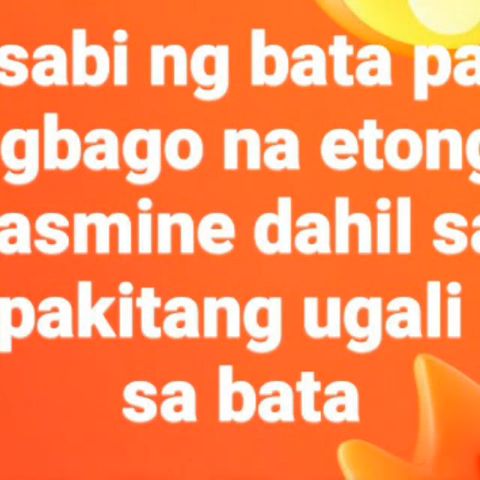 sabi ng bata pa
gbago na etong
asmine dahil sa
pakitang ugali
sa bata